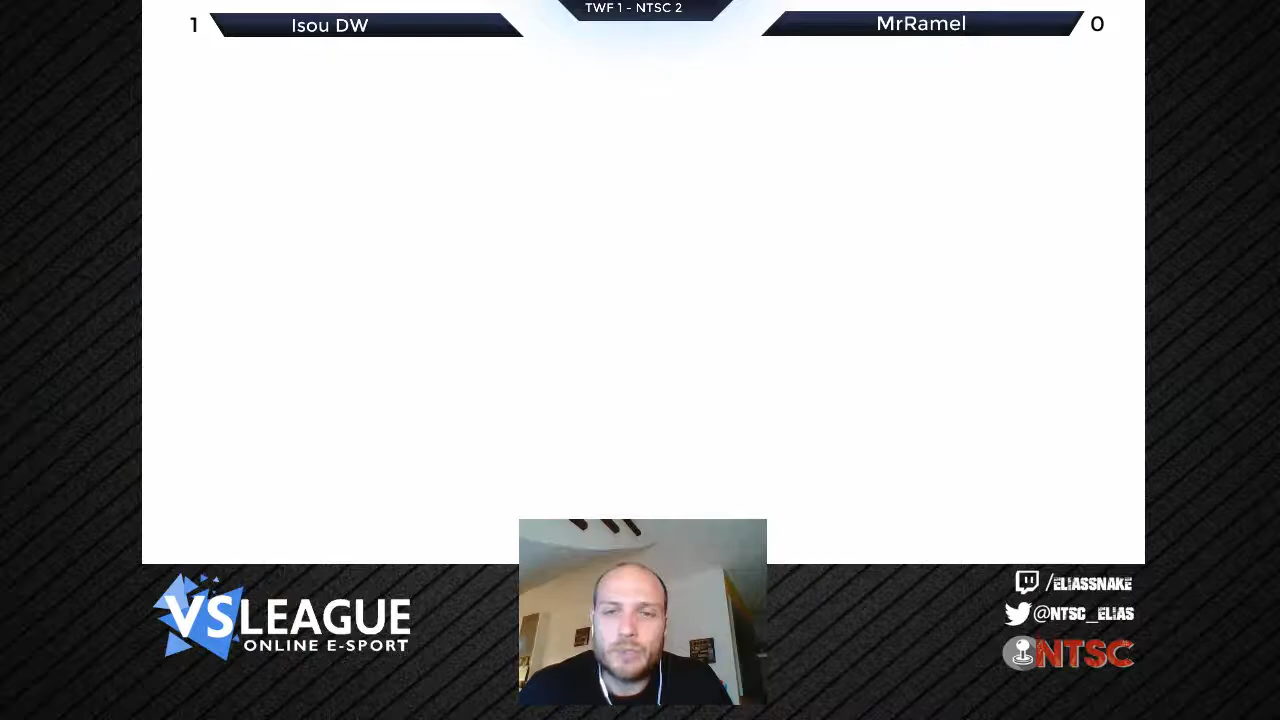 TWF 1 - NTSC 2
1 Isou DW
MrRamel 0
VSLEAGUE
ONLINE E-SPORT
/ELIASSNAKE
@NTSC_ELIAS
NTSC